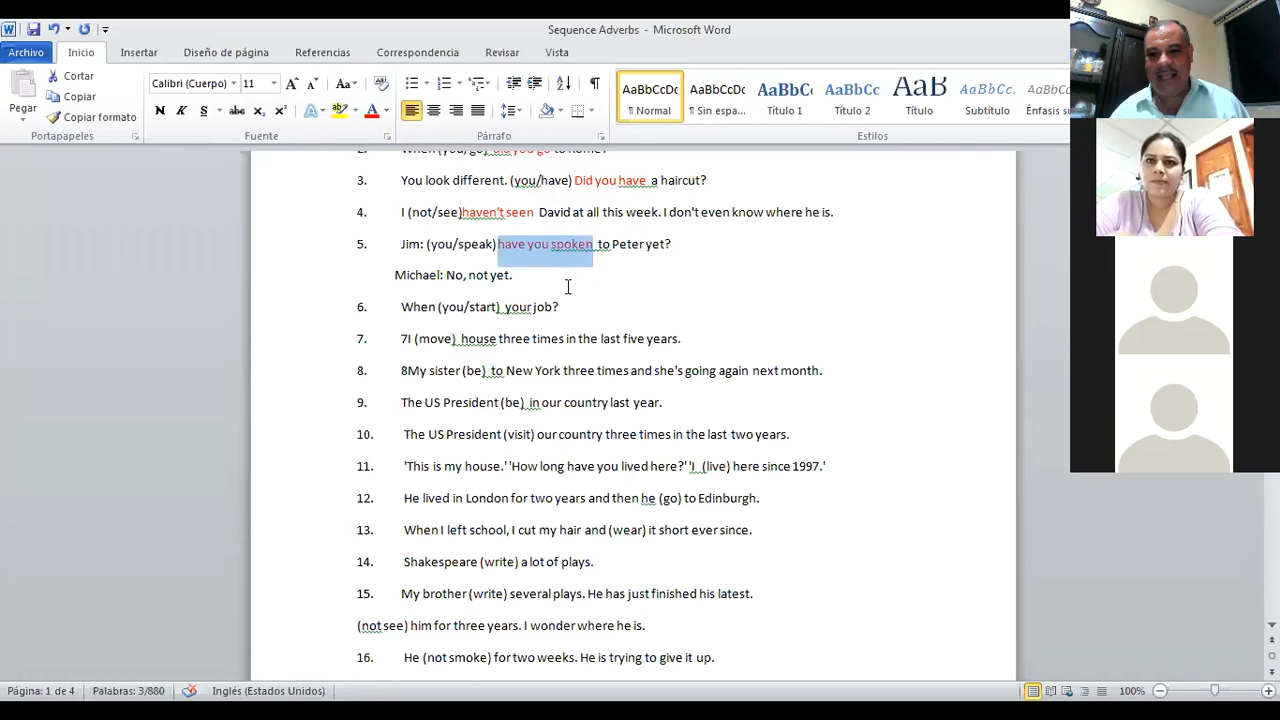 Sequence Adverbs - Microsoft Word
Archivo Inicio Insertar Diseño de página Referencias Correspondencia Revisar Vista
Pegar
Cortar
Copiar
Copiar formato
Portapapeles
Calibri (Cuerpo) 11
Fuente
Párrafo
AaBbCcDc AaBbCcDc AaBbC AaBbCc AaB AaBbCc. AaBbCcDc
¶ Normal ¶ Sin espa... Título 1 Título 2 Título Subtítulo Énfasis su
Estilos
2. When (you/go) did you go to Rome?
3. You look different. (you/have) Did you have a haircut?
4. I (not/see)haven't seen David at all this week. I don't even know where he is.
5. Jim: (you/speak) have you spoken to Peter yet?
Michael: No, not yet.
6. When (you/start) your job?
7. 7I (move) house three times in the last five years.
8. 8My sister (be) to New York three times and she's going again next month.
9. The US President (be) in our country last year.
10. The US President (visit) our country three times in the last two years.
11. 'This is my house.' 'How long have you lived here?' 'I (live) here since 1997.'
12. He lived in London for two years and then he (go) to Edinburgh.
13. When I left school, I cut my hair and (wear) it short ever since.
14. Shakespeare (write) a lot of plays.
15. My brother (write) several plays. He has just finished his latest.
(not see) him for three years. I wonder where he is.
16. He (not smoke) for two weeks. He is trying to give it up.
Página: 1 de 4 Palabras: 3/880 Inglés (Estados Unidos) 100%